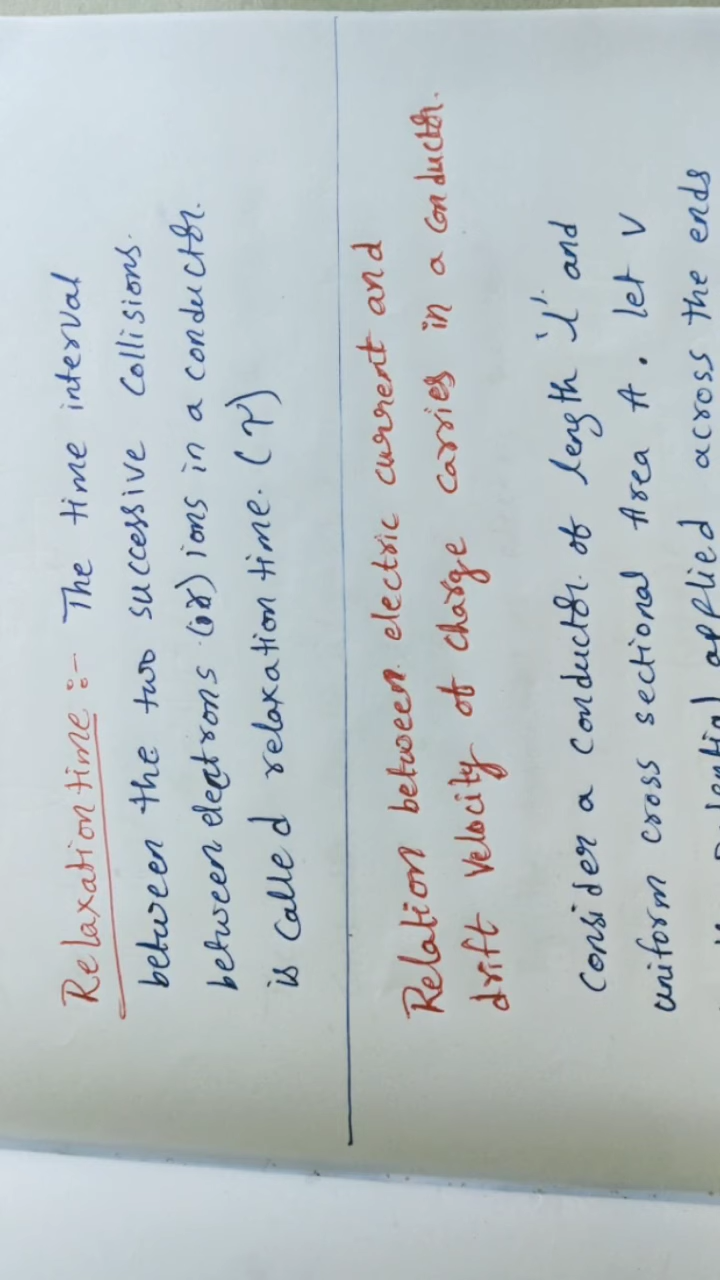 Relaxation time :- The time interval
between the two successive collisions.
between electrons (or) ions in a conductor.
is called relaxation time. (τ)
Relation between electric current and
drift velocity of charge carries in a conductor.
consider a conductor of length 'l' and
uniform cross sectional Area A. let V
applied across the ends